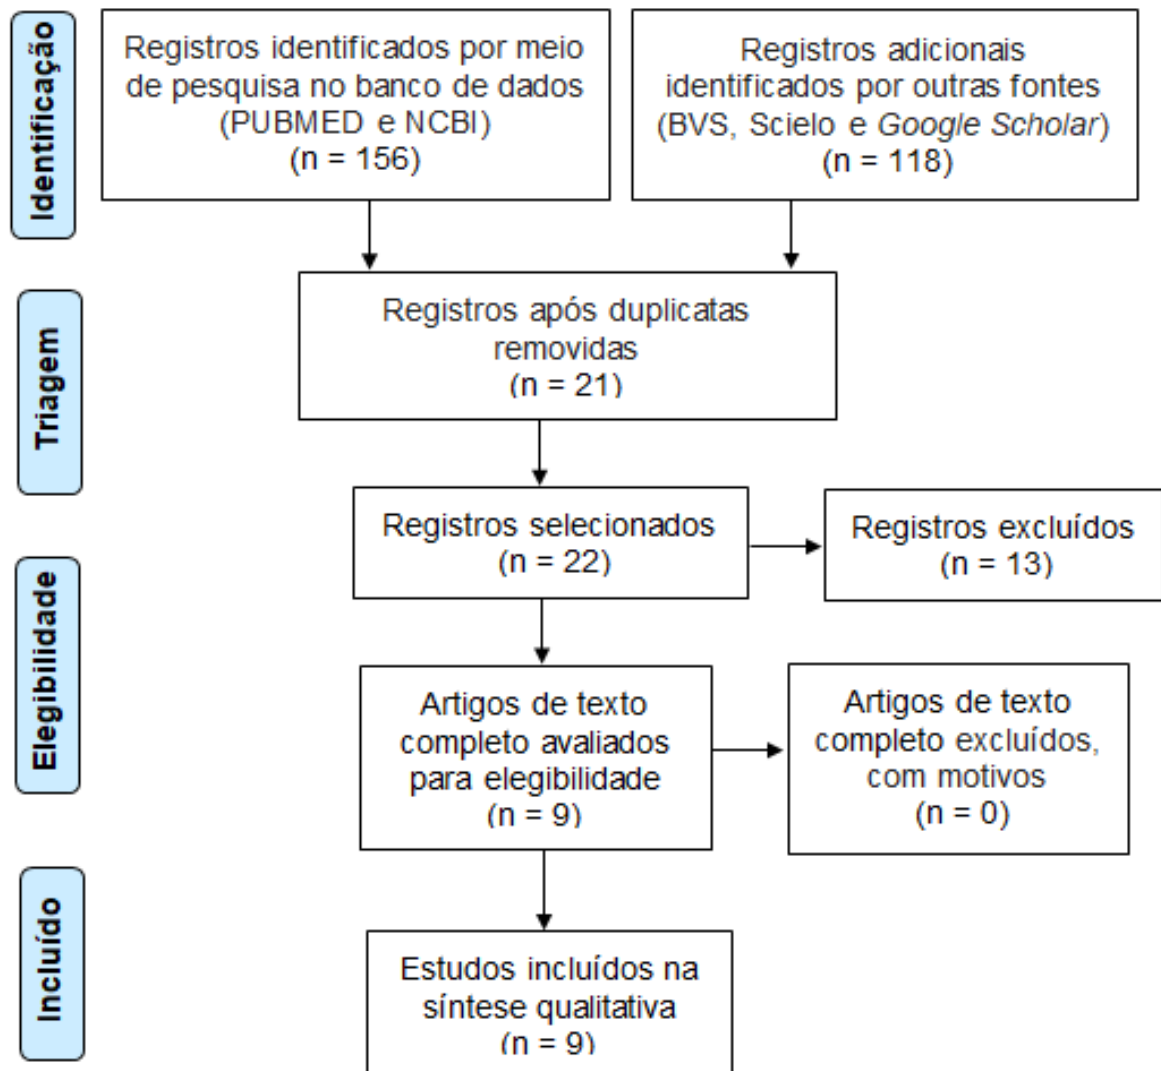 Identificação
Registros identificados por meio
de pesquisa no banco de dados
(PUBMED e NCBI)
(n = 156)
Registros adicionais
identificados por outras fontes
(BVS, Scielo e Google Scholar)
(n = 118)
Triagem
Registros após duplicatas
removidas
(n = 21)
Registros selecionados
(n = 22)
Registros excluídos
(n = 13)
Elegibilidade
Artigos de texto
completo avaliados
para elegibilidade
(n = 9)
Artigos de texto
completo excluídos,
com motivos
(n = 0)
Incluído
Estudos incluídos na
síntese qualitativa
(n = 9)